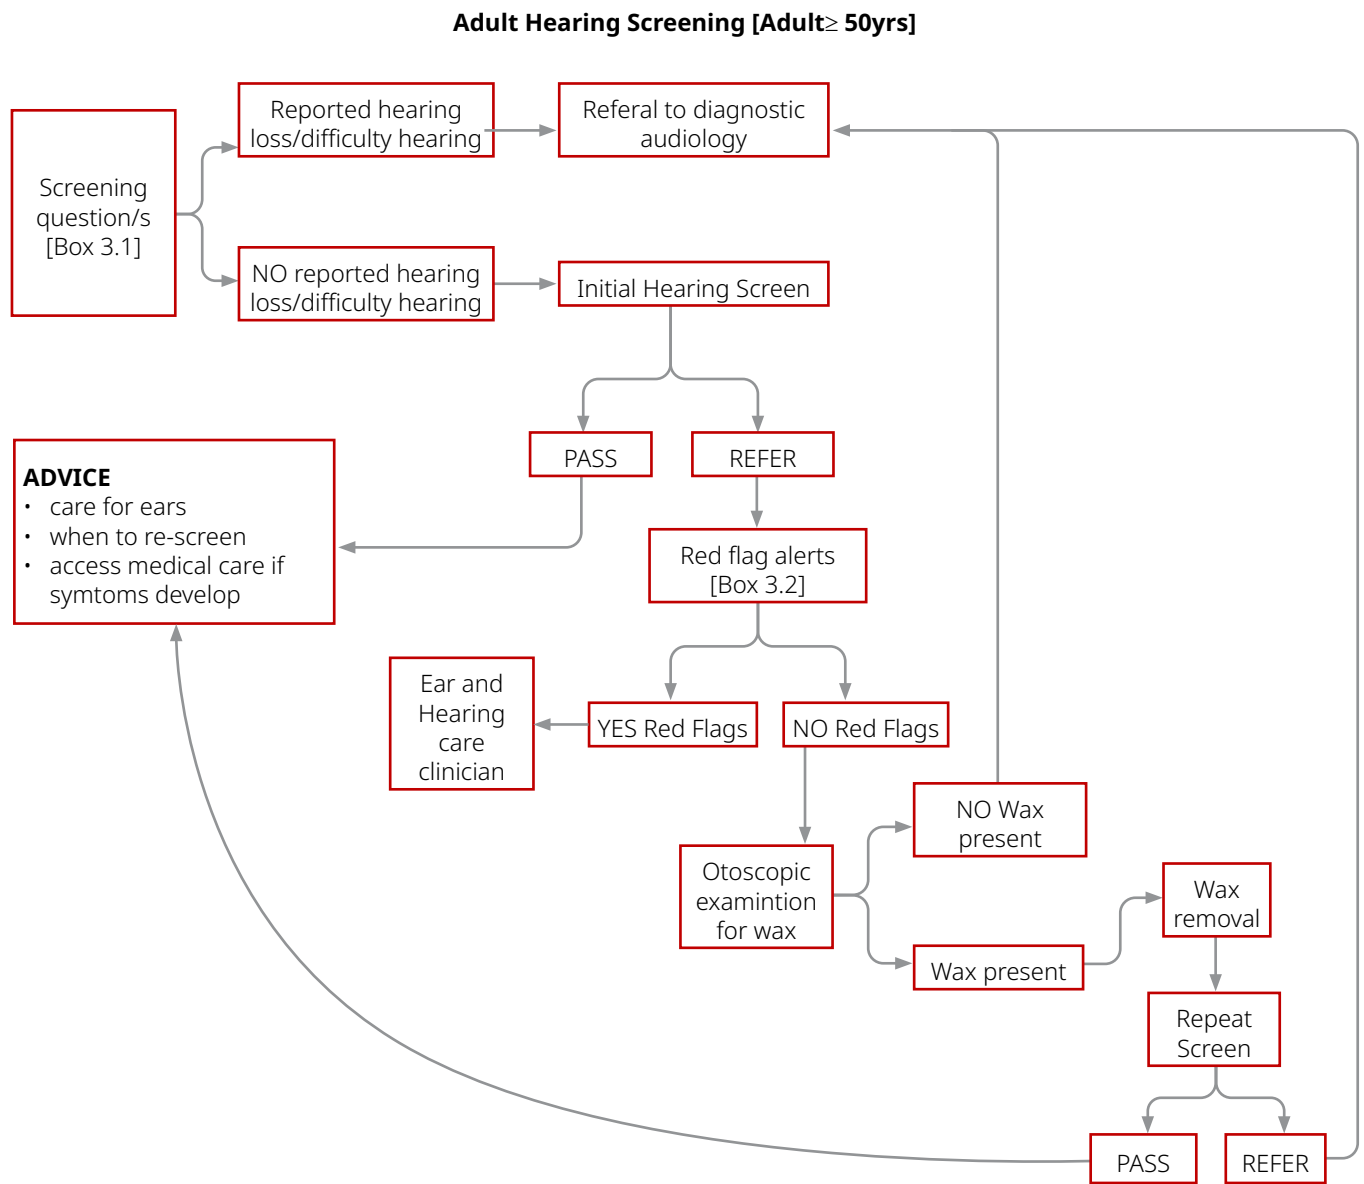 Adult Hearing Screening [Adult≥ 50yrs]
Screening
question/s
[Box 3.1]
Reported hearing
loss/difficulty hearing
Referal to diagnostic
audiology
NO reported hearing
loss/difficulty hearing
Initial Hearing Screen
PASS
REFER
ADVICE
• care for ears
• when to re-screen
• access medical care if
symtoms develop
Red flag alerts
[Box 3.2]
Ear and
Hearing
care
clinician
YES Red Flags
NO Red Flags
Otoscopic
examintion
for wax
NO Wax
present
Wax present
Wax
removal
Repeat
Screen
PASS
REFER